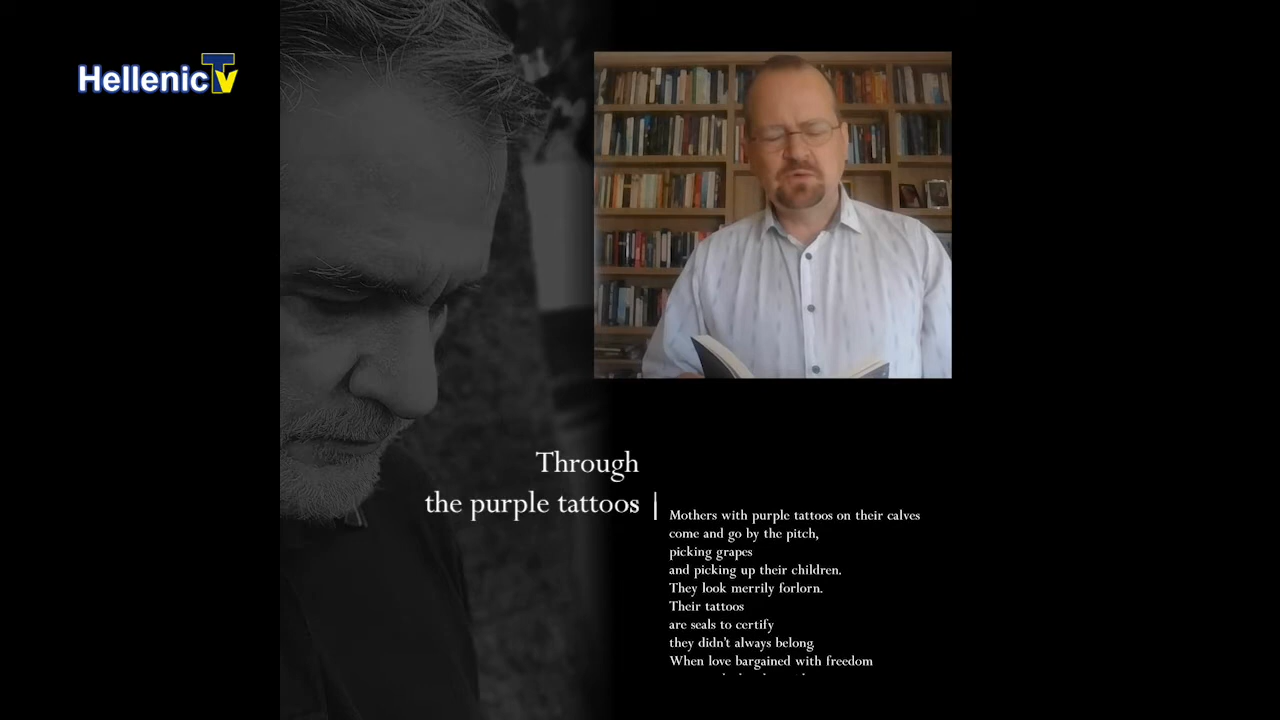 HellenicTv
Through
the purple tattoos
Mothers with purple tattoos on their calves
come and go by the pitch,
picking grapes
and picking up their children.
They look merrily forlorn.
Their tattoos
are seals to certify
they didn't always belong.
When love bargained with freedom